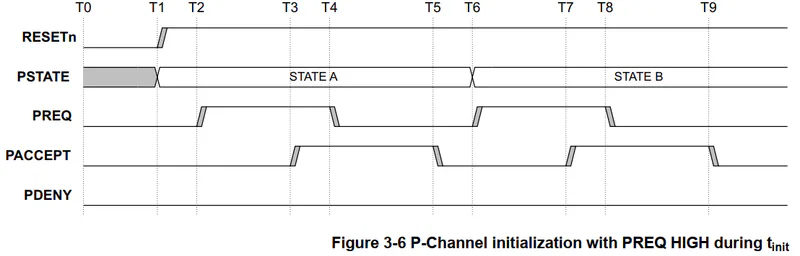 T0 T1 T2 T3 T4 T5 T6 T7 T8 T9
RESETn
PSTATE STATE A STATE B
PREQ
PACCEPT
PDENY
Figure 3-6 P-Channel initialization with PREQ HIGH during tinit